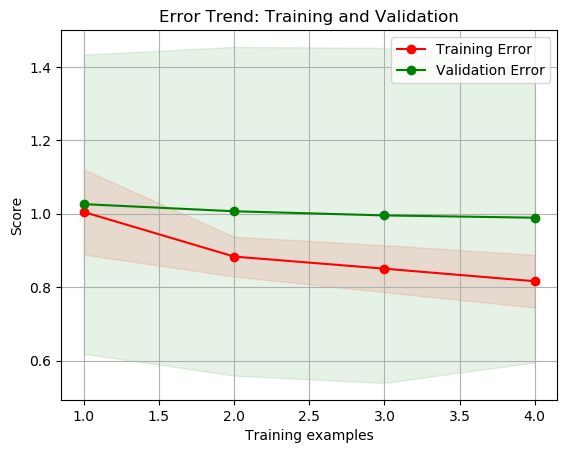 Error Trend: Training and Validation
Training Error
Validation Error
1.4
1.2
1.0
0.8
0.6
Score
1.0 1.5 2.0 2.5 3.0 3.5 4.0
Training examples